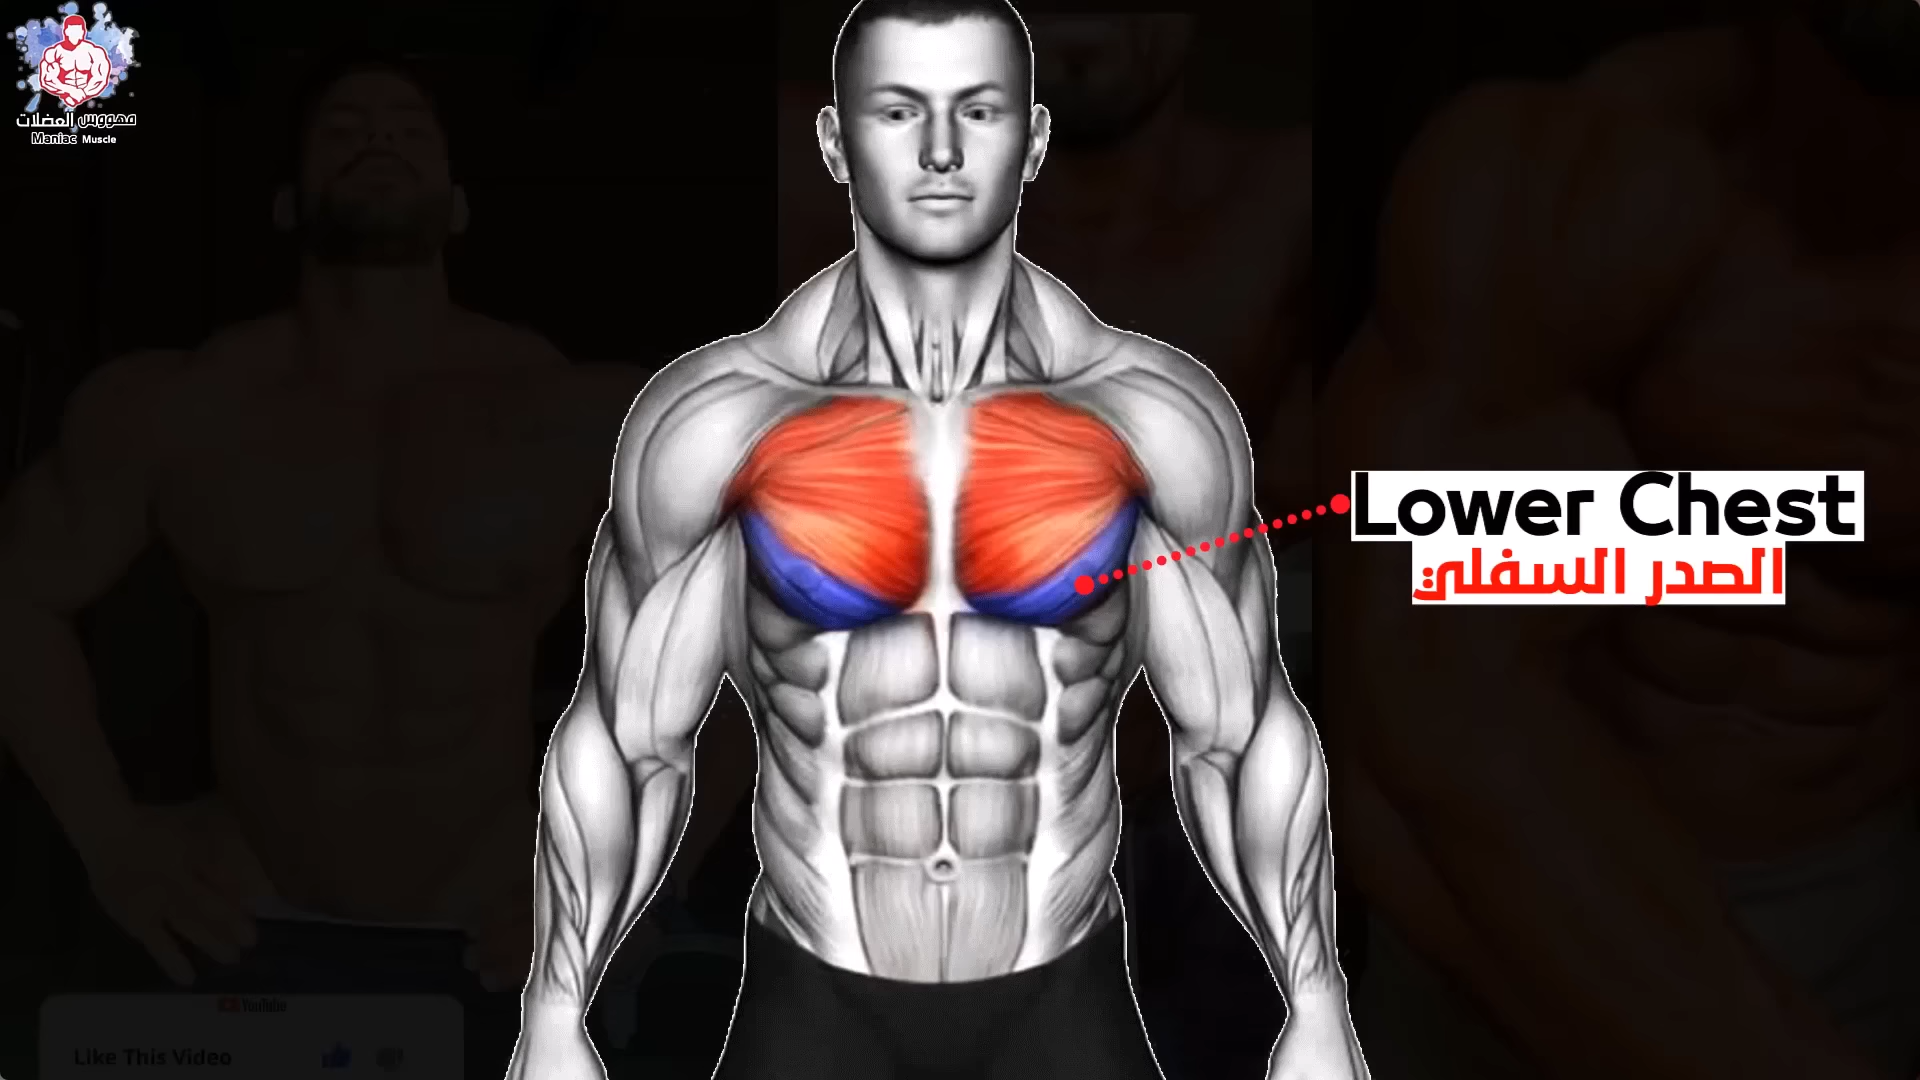 مهووس العضلات
Maniac Muscle
Lower Chest
الصدر السفلي
YouTube
Like This Video